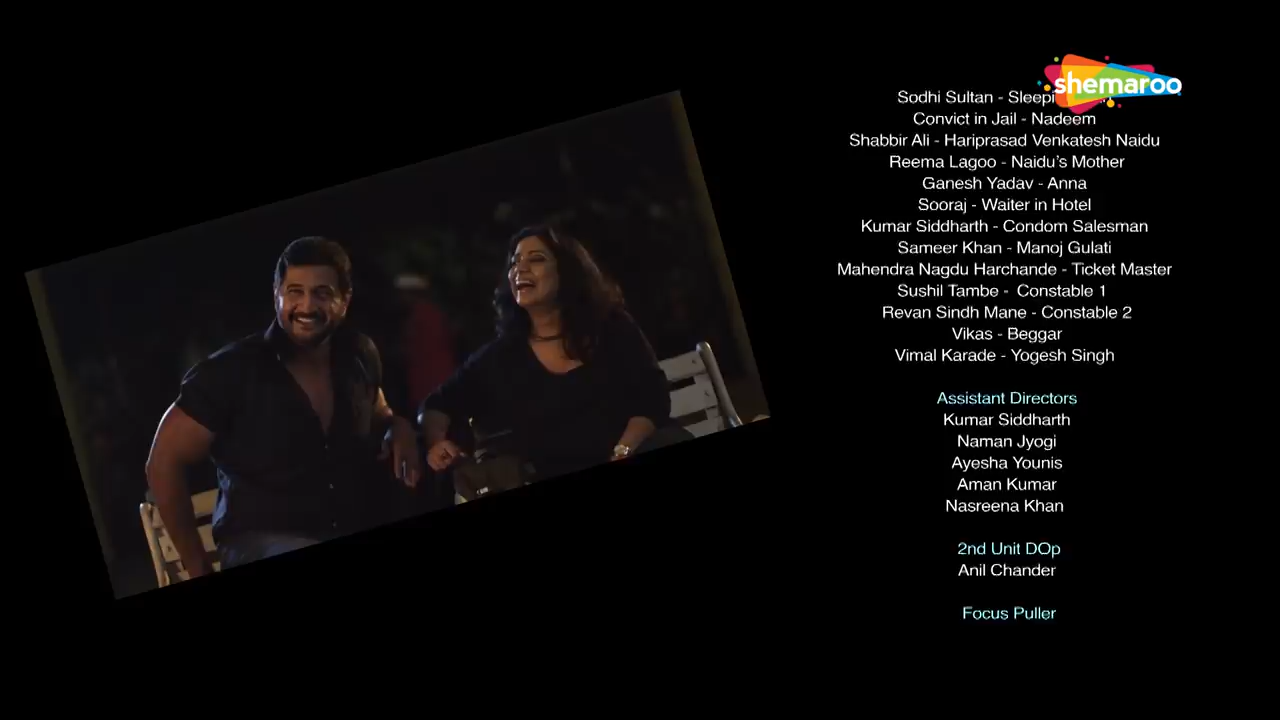 shemaroo
Sodhi Sultan -
Convict in Jail - Nadeem
Shabbir Ali - Hariprasad Venkatesh Naidu
Reema Lagoo - Naidu’s Mother
Ganesh Yadav - Anna
Sooraj - Waiter in Hotel
Kumar Siddharth - Condom Salesman
Sameer Khan - Manoj Gulati
Mahendra Nagdu Harchande - Ticket Master
Sushil Tambe - Constable 1
Revan Sindh Mane - Constable 2
Vikas - Beggar
Vimal Karade - Yogesh Singh
Assistant Directors
Kumar Siddharth
Naman Jyogi
Ayesha Younis
Aman Kumar
Nasreena Khan
2nd Unit DOp
Anil Chander
Focus Puller